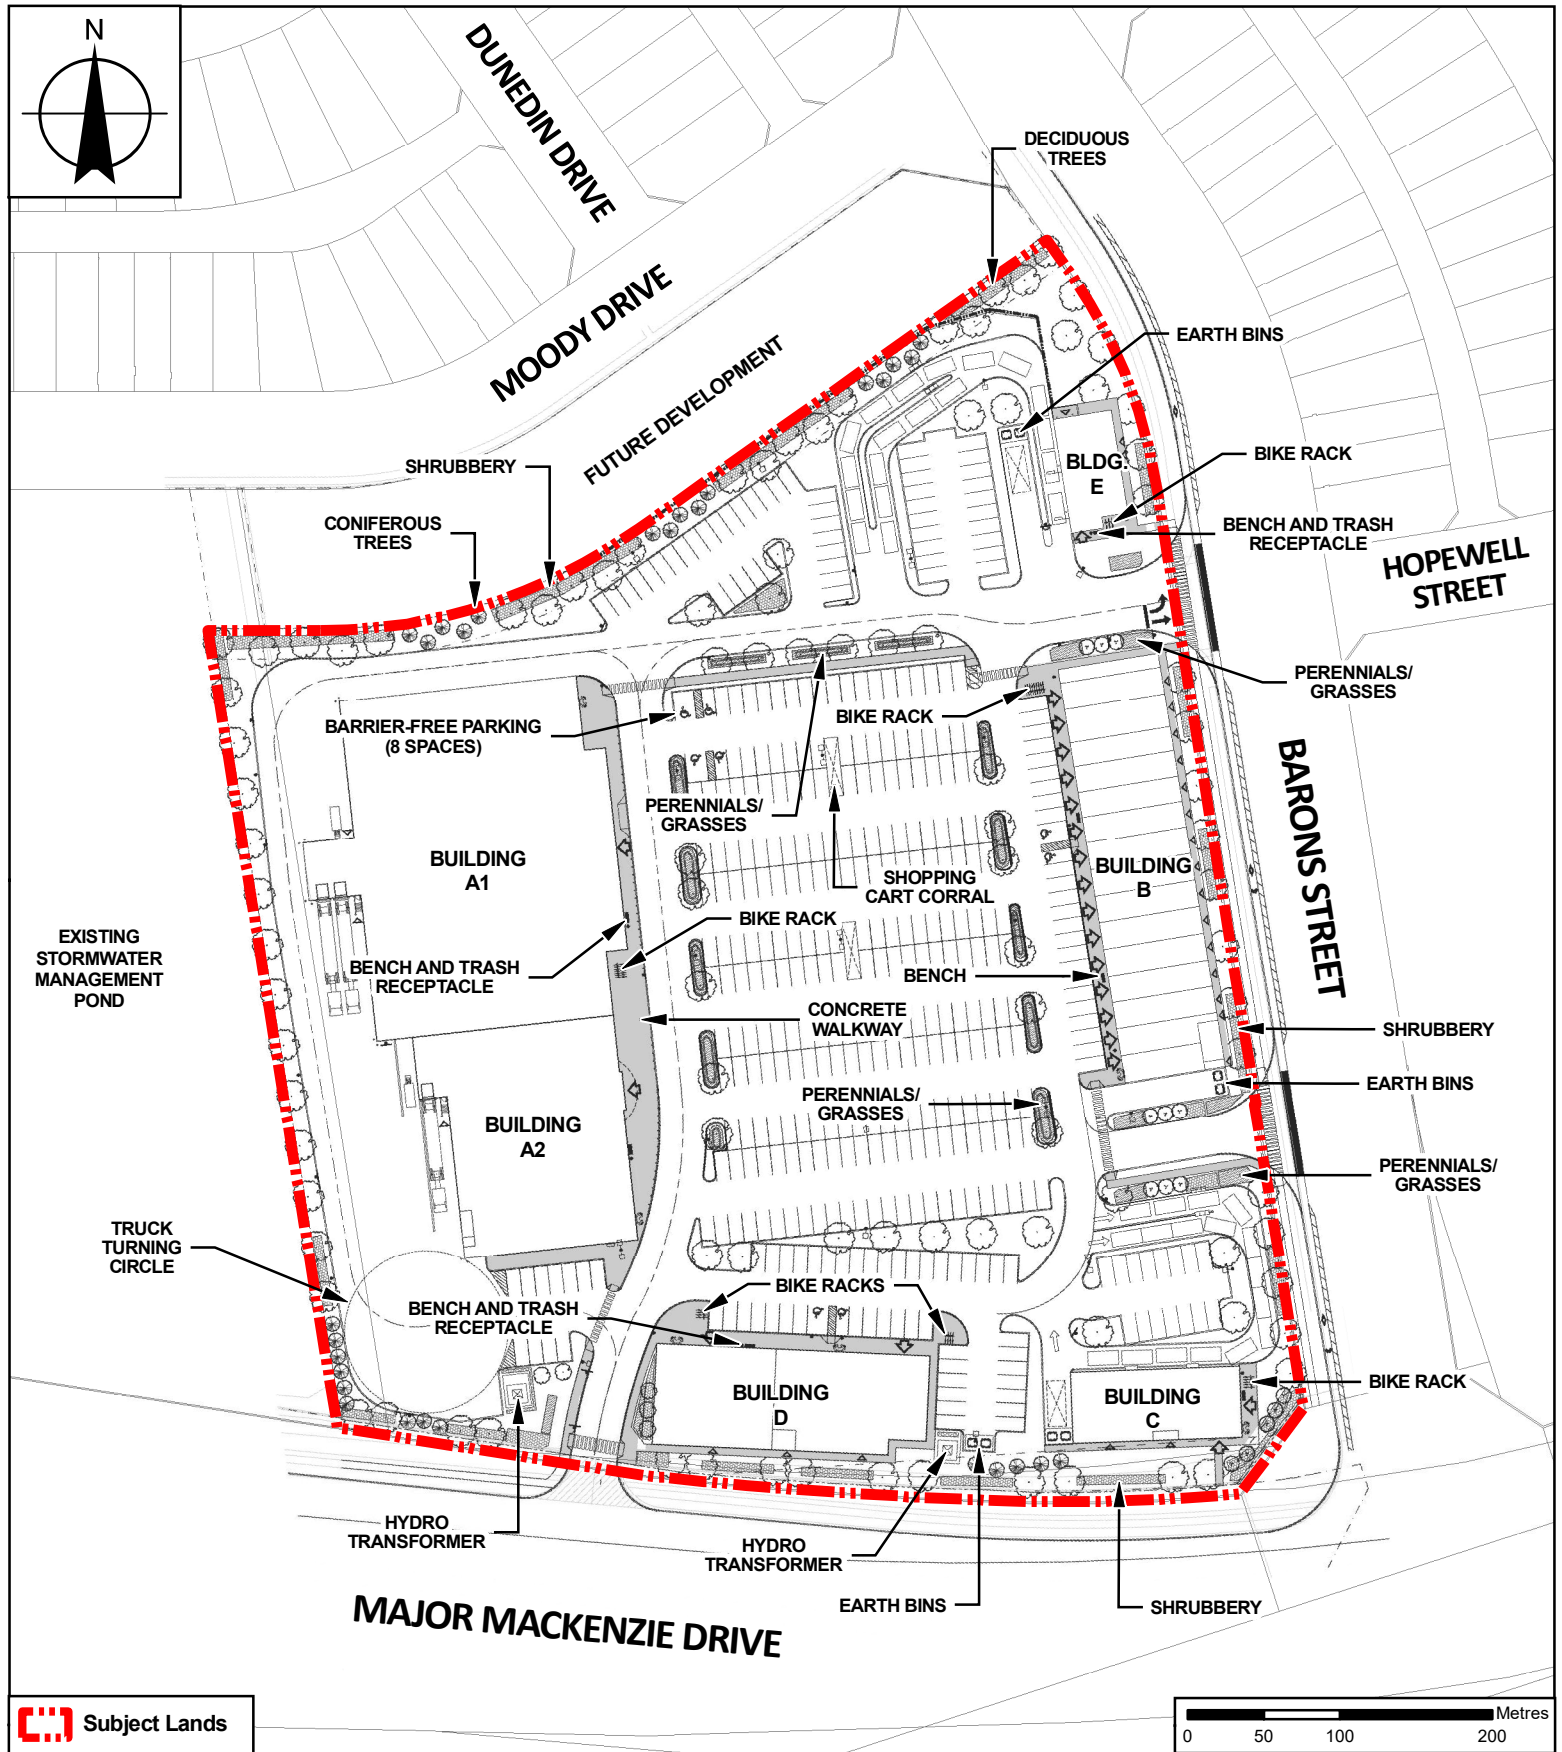 N
DUNEDIN DRIVE
DECIDUOUS
TREES
MOODY DRIVE
EARTH BINS
FUTURE DEVELOPMENT
SHRUBBERY
BLDG.
E
BIKE RACK
CONIFEROUS
TREES
BENCH AND TRASH
RECEPTACLE
HOPEWELL
STREET
PERENNIALS/
GRASSES
BARRIER-FREE PARKING
(8 SPACES)
BIKE RACK
BARONS STREET
PERENNIALS/
GRASSES
BUILDING
A1
SHOPPING
CART CORRAL
BUILDING
B
BIKE RACK
EXISTING
STORMWATER
MANAGEMENT
POND
BENCH AND TRASH
RECEPTACLE
BENCH
CONCRETE
WALKWAY
SHRUBBERY
EARTH BINS
PERENNIALS/
GRASSES
BUILDING
A2
PERENNIALS/
GRASSES
TRUCK
TURNING
CIRCLE
BIKE RACKS
BENCH AND TRASH
RECEPTACLE
BUILDING
D
BUILDING
C
BIKE RACK
HYDRO
TRANSFORMER
HYDRO
TRANSFORMER
EARTH BINS
SHRUBBERY
MAJOR MACKENZIE DRIVE
Subject Lands
Metres
0 50 100 200